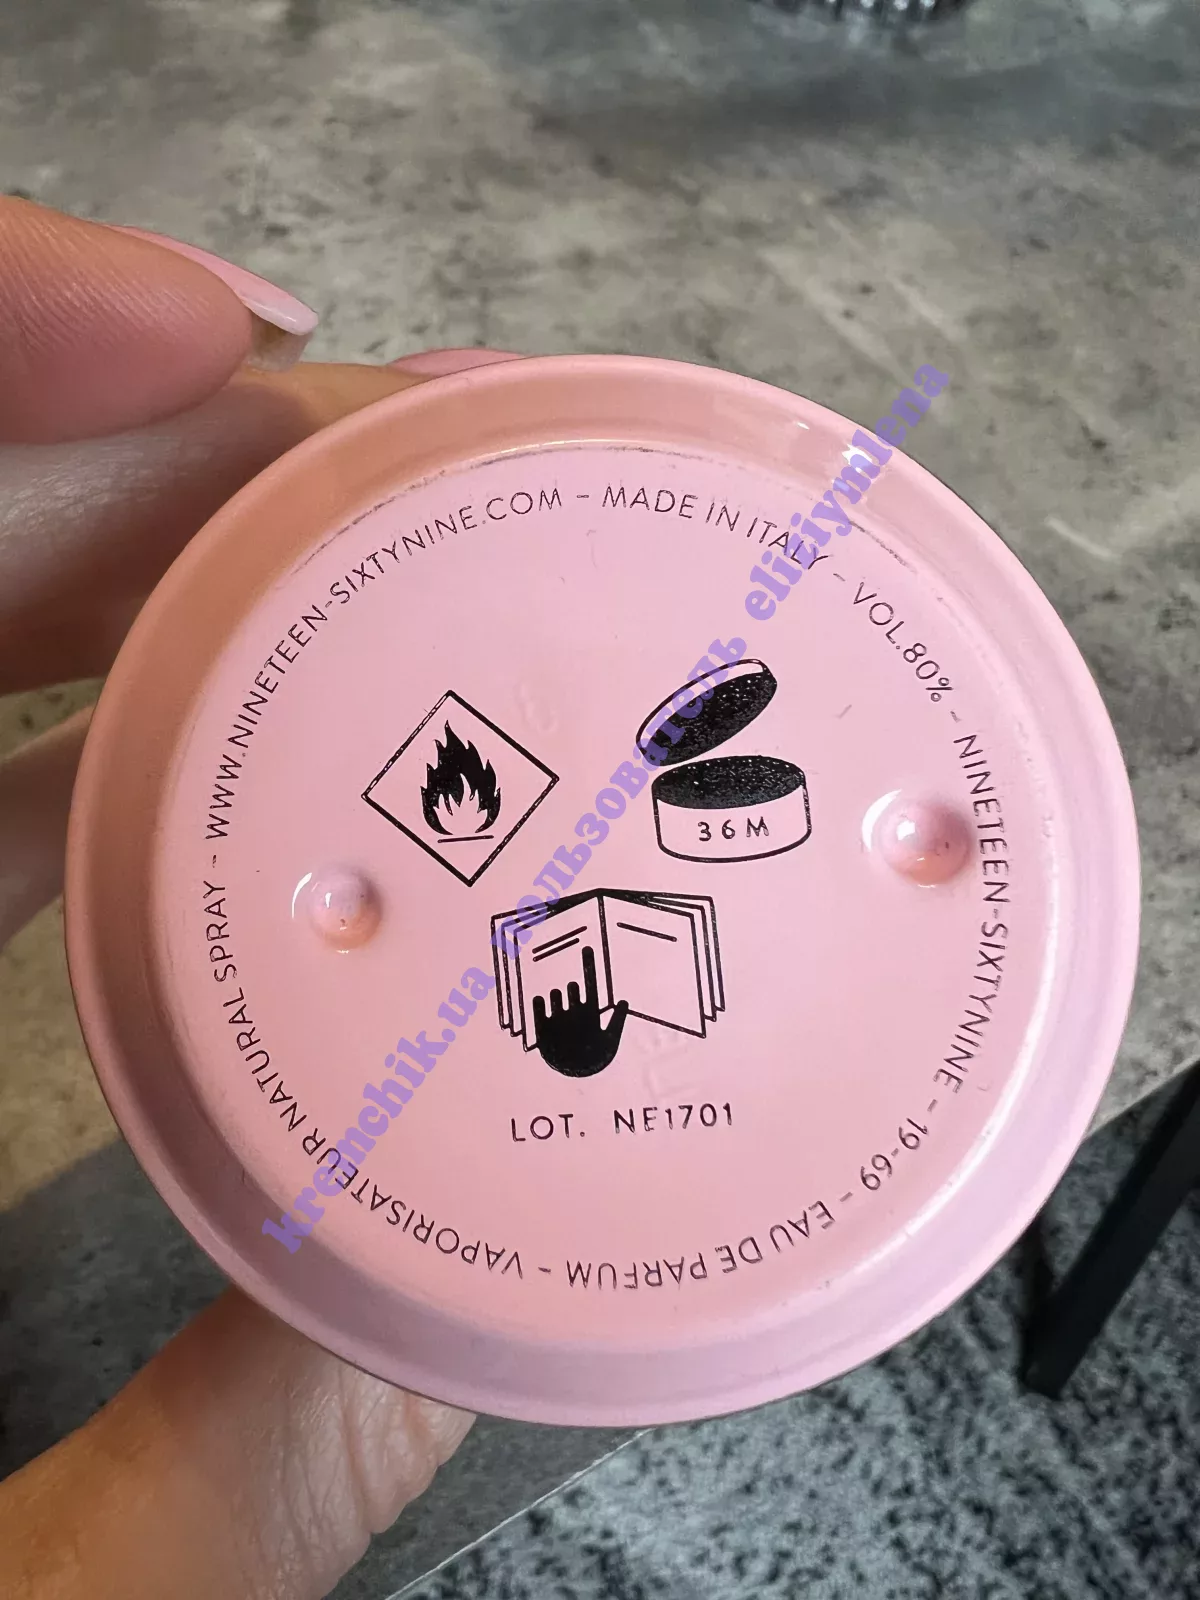 WWW.NINETEEN-SIXTYNINE.COM - MADE IN ITALY - VOL.80% - NINETEEN-SIXTYNINE - 19-69 - EAU DE PARFUM - VAPORISATEUR NATURAL SPRAY -
36M
LOT. NE1701
kremchik.ua пользователь eliziymlena